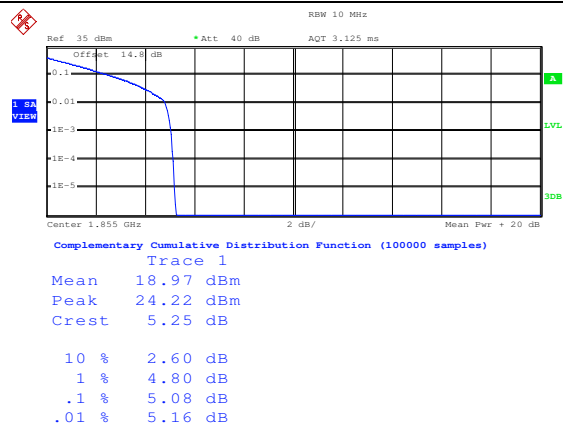 RBW 10 MHz
Ref 35 dBm *Att 40 dB AQT 3.125 ms
Offset 14.8 dB
0.1
A
1 SA
VIEW
0.01
1E-3
LVL
1E-4
1E-5
3DB
Center 1.855 GHz 2 dB/ Mean Pwr + 20 dB
Complementary Cumulative Distribution Function (100000 samples)
Trace 1
Mean 18.97 dBm
Peak 24.22 dBm
Crest 5.25 dB
10 % 2.60 dB
1 % 4.80 dB
.1 % 5.08 dB
.01 % 5.16 dB